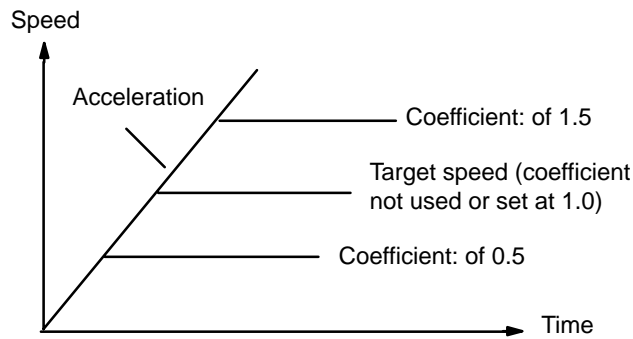 Speed
Acceleration
Coefficient: of 1.5
Target speed (coefficient
not used or set at 1.0)
Coefficient: of 0.5
Time